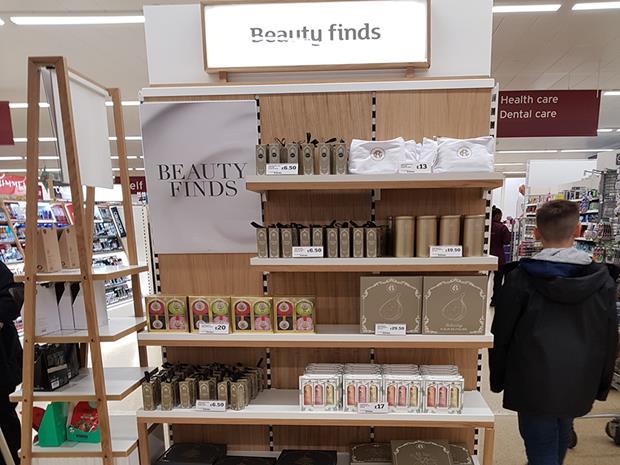 Beauty finds
Health care
Dental care
BEAUTY
FINDS
£6.50
£13
£6.50
£19.50
£20
£29.50
£6.50
£17